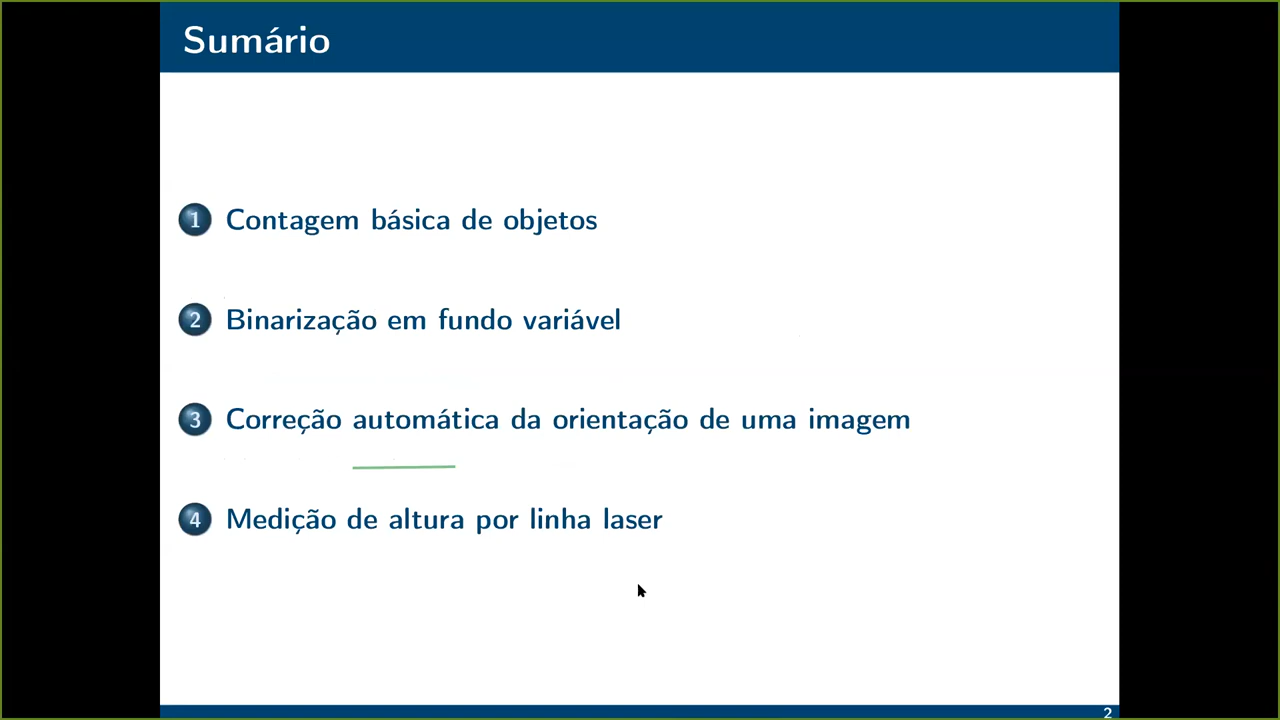 Sumário
1 Contagem básica de objetos
2 Binarização em fundo variável
3 Correção automática da orientação de uma imagem
4 Medição de altura por linha laser
2